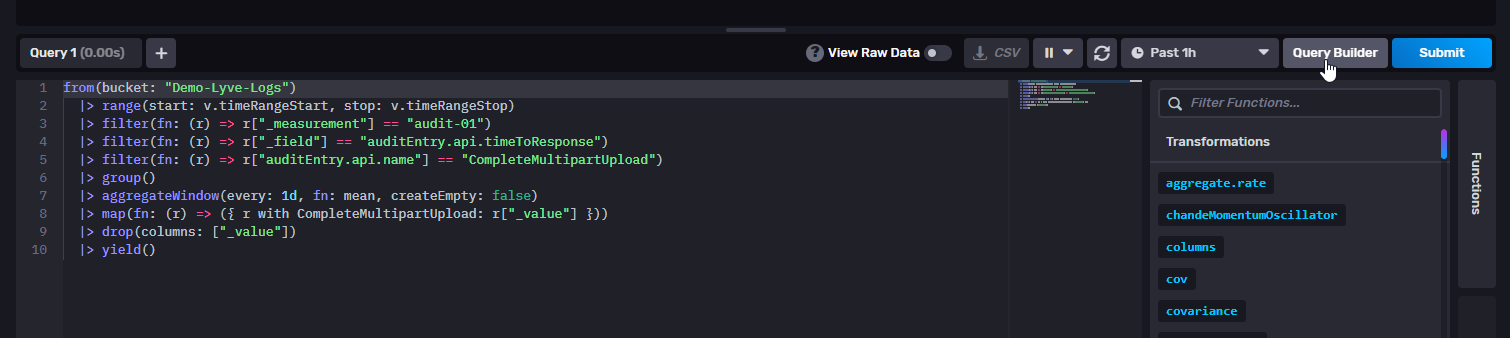 Query 1 (0.00s)
+
? View Raw Data
CSV
Past 1h
Query Builder
Submit
1 from(bucket: "Demo-Lyve-Logs")
2   |> range(start: v.timeRangeStart, stop: v.timeRangeStop)
3   |> filter(fn: (r) => r["_measurement"] == "audit-01")
4   |> filter(fn: (r) => r["_field"] == "auditEntry.api.timeToResponse")
5   |> filter(fn: (r) => r["auditEntry.api.name"] == "CompleteMultipartUpload")
6   |> group()
7   |> aggregateWindow(every: 1d, fn: mean, createEmpty: false)
8   |> map(fn: (r) => ({ r with CompleteMultipartUpload: r["_value"] }))
9   |> drop(columns: ["_value"])
10   |> yield()
Filter Functions...
Transformations
aggregate.rate
chandeMomentumOscillator
columns
cov
covariance
Functions